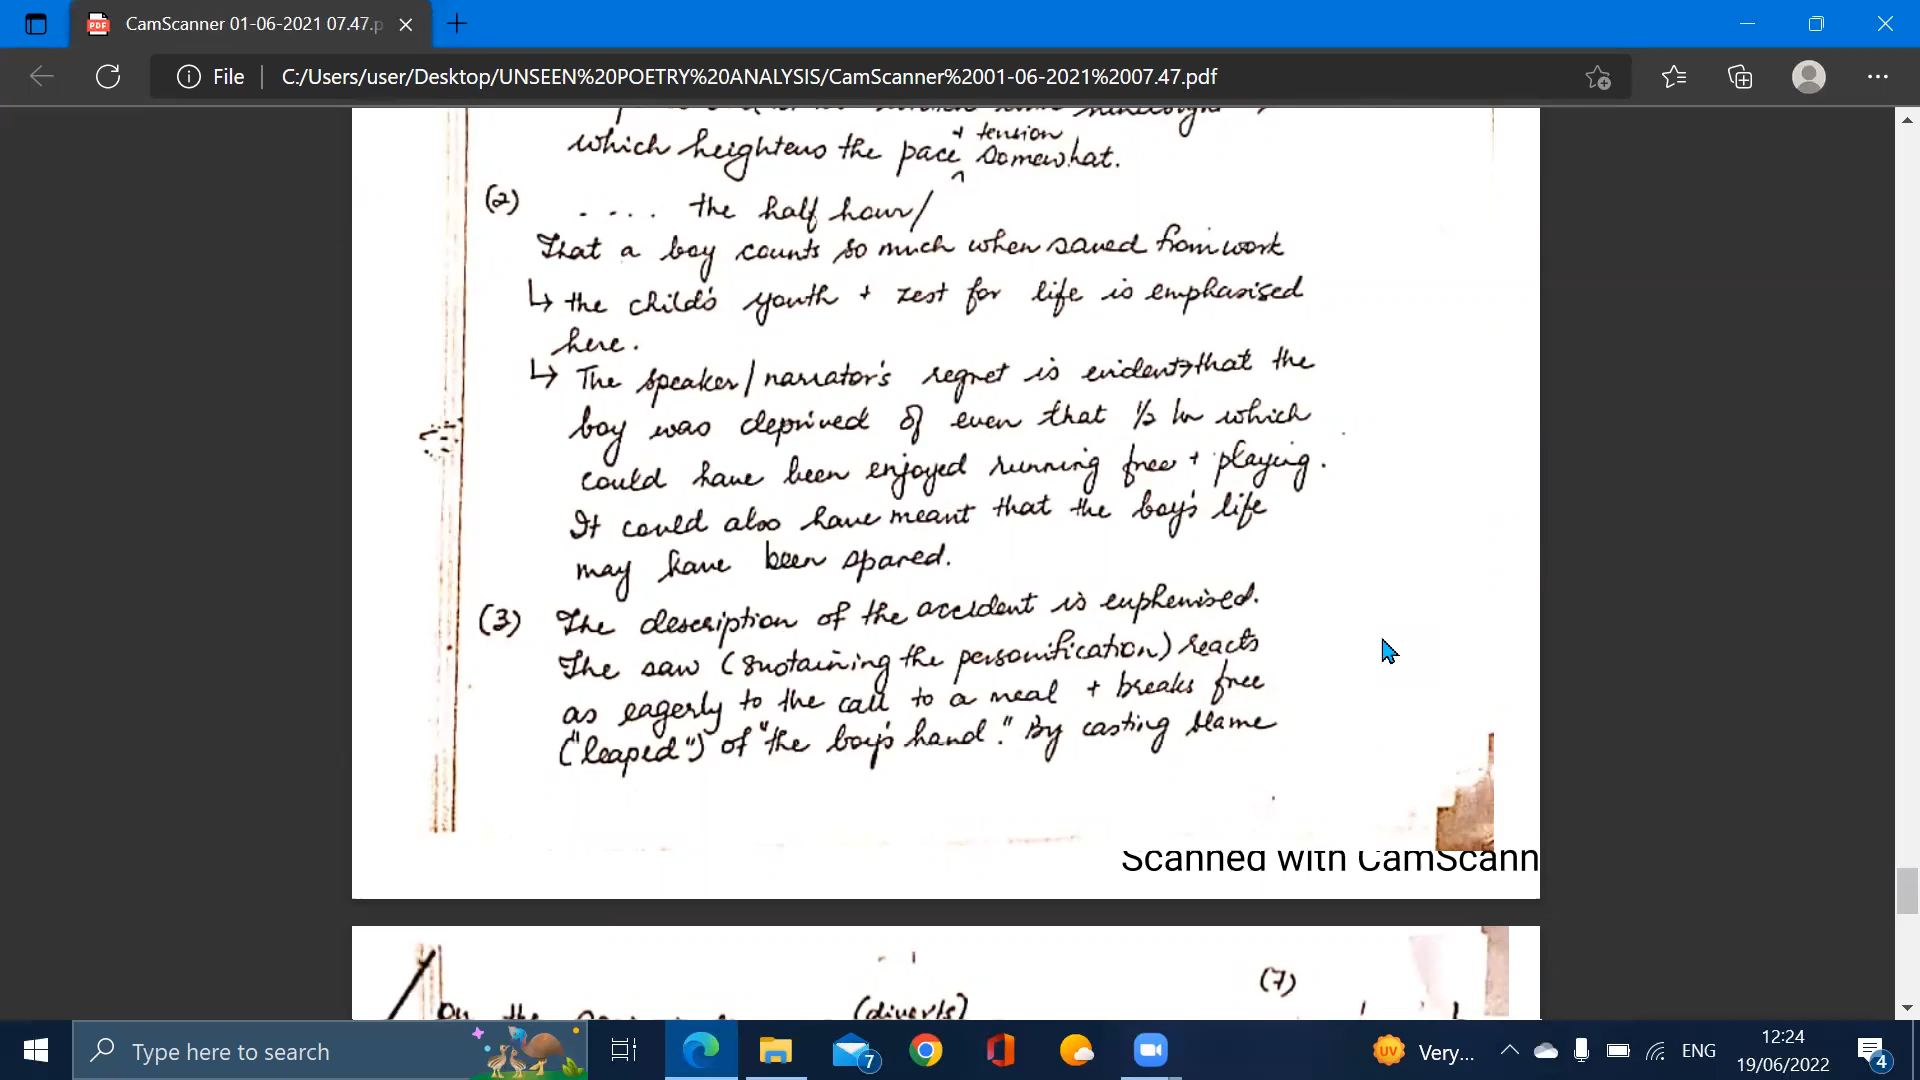 CamScanner 01-06-2021 07.47.p
File
C:/Users/user/Desktop/UNSEEN%20POETRY%20ANALYSIS/CamScanner%2001-06-2021%2007.47.pdf
+ tension
which heightens the pace ^ somewhat.
(2) .... the half hour/
That a boy counts so much when saved from work
↳ the child's youth + zest for life is emphasised
here.
↳ The speaker/narrator's regret is evident→that the
boy was deprived of even that 1/2 hr which
could have been enjoyed running free + playing.
It could also have meant that the boy's life
may have been spared.
(3) The description of the accident is euphemised.
The saw (sustaining the personification) reacts
as eagerly to the call to a meal + breaks free
("leaped") of "the boy's hand." By casting blame
Scanned with CamScann
(7)
(diverts)
Type here to search
7
UV
Very...
ENG
12:24
19/06/2022
4